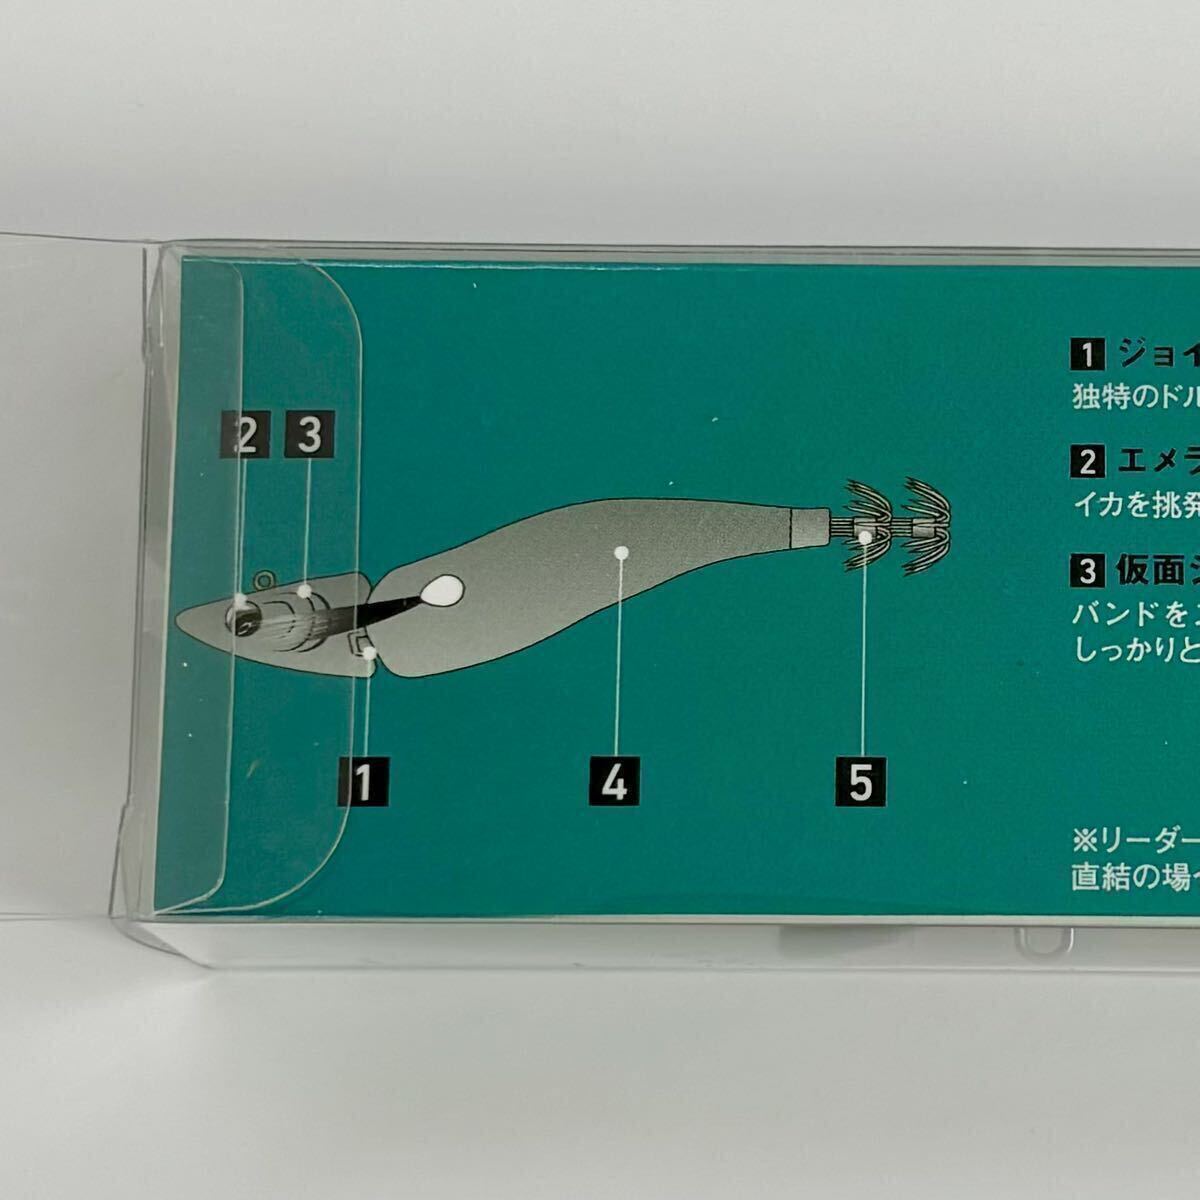 2 3
1 4 5
1 ジョイ
独特のドル
2 エメラ
イカを挑発
3 仮面シ
バンドを
しっかりと
※リーダー
直結の場